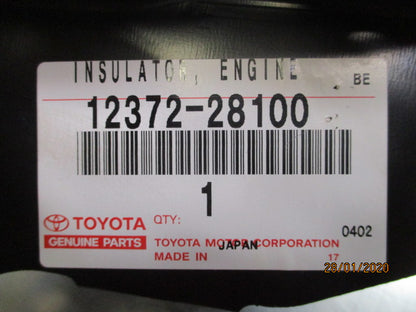 INSULATOR, ENGINE
BE
12372-28100
1
TOYOTA
QTY:
GENUINE PARTS
0402
TOYOTA MOTOR CORPORATION
MADE IN JAPAN
17
28/01/2020